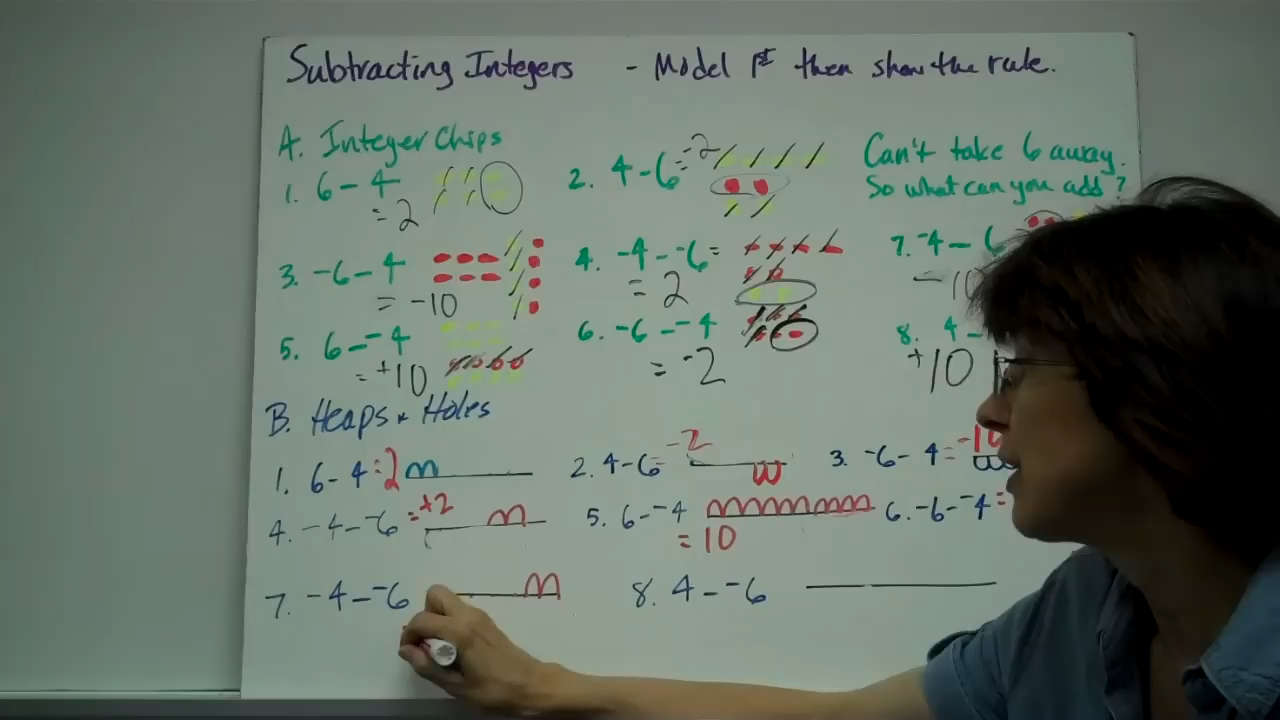 Subtracting Integers - Model 1st then show the rule.
A. Integer Chips
1. 6 - 4 = 2
2. 4 - 6 = -2
Can't take 6 away.
So what can you add?
3. -6 - 4 = -10
4. -4 - -6 = = 2
7. -4 - 6 -10
5. 6 - -4 = +10
6. -6 - -4 = -2
8. 4 - +10
B. Heaps & Holes
1. 6 - 4 = 2
2. 4 - 6 = -2
3. -6 - 4 = -10
4. -4 - -6 = +2
5. 6 - -4 = 10
6. -6 - -4 =
7. -4 - -6
8. 4 - -6